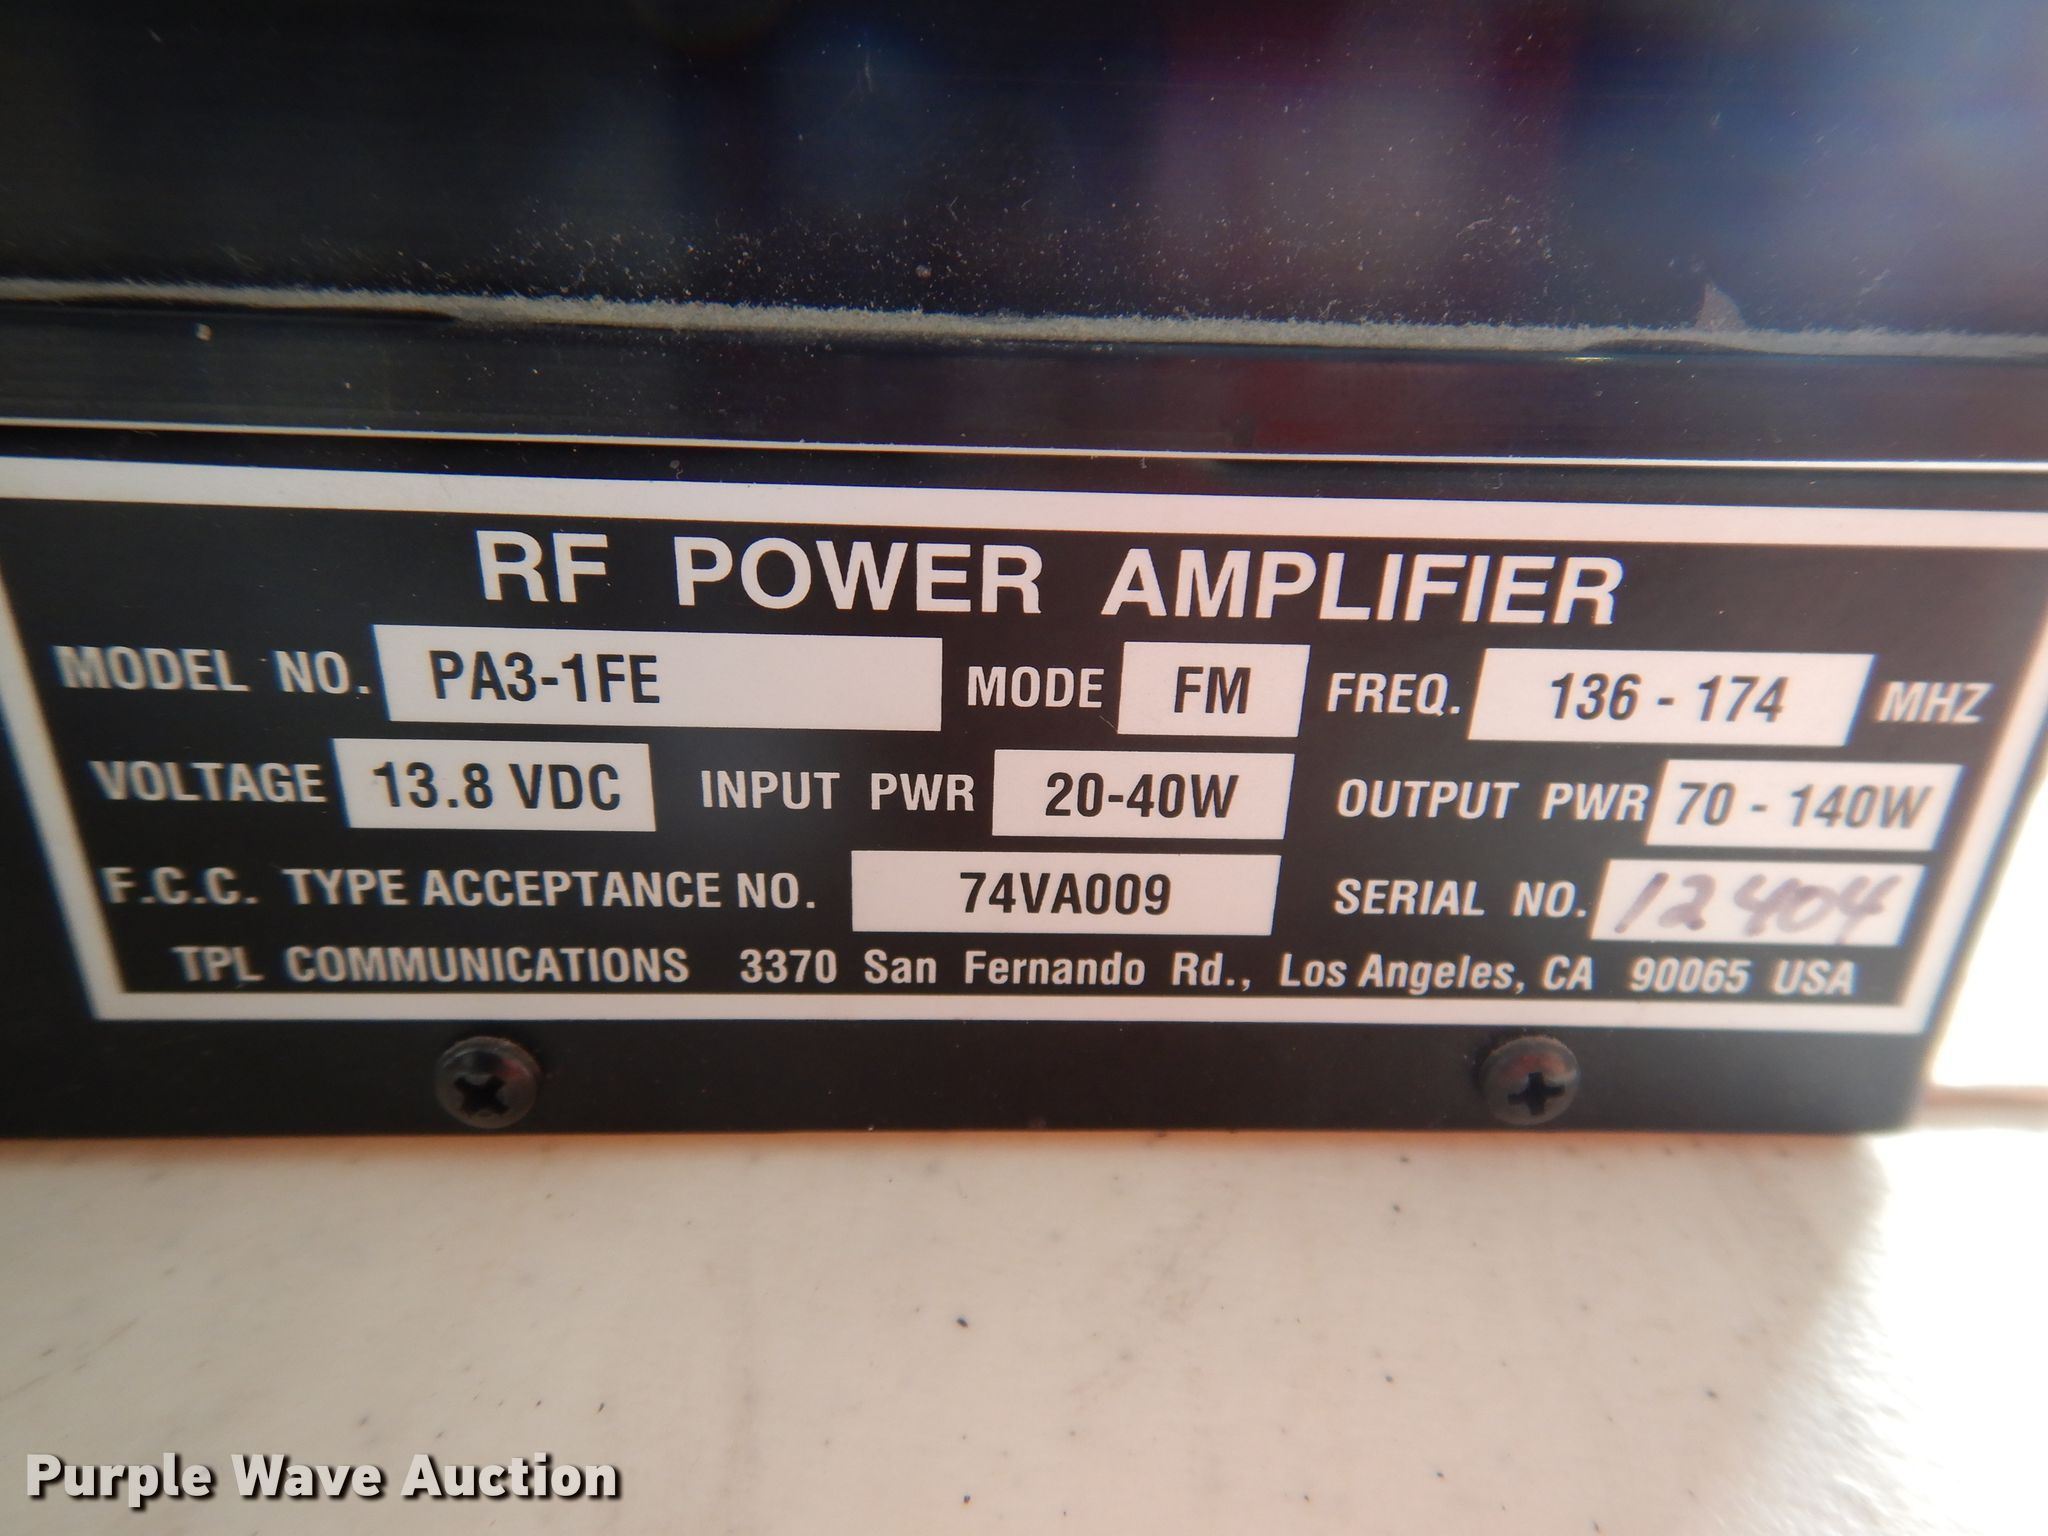 RF POWER AMPLIFIER
MODEL NO. PA3-1FE MODE FM FREQ. 136 - 174 MHZ
VOLTAGE 13.8 VDC INPUT PWR 20-40W OUTPUT PWR 70 - 140W
F.C.C. TYPE ACCEPTANCE NO. 74VA009 SERIAL NO. 12404
TPL COMMUNICATIONS 3370 San Fernando Rd., Los Angeles, CA 90065 USA
Purple Wave Auction